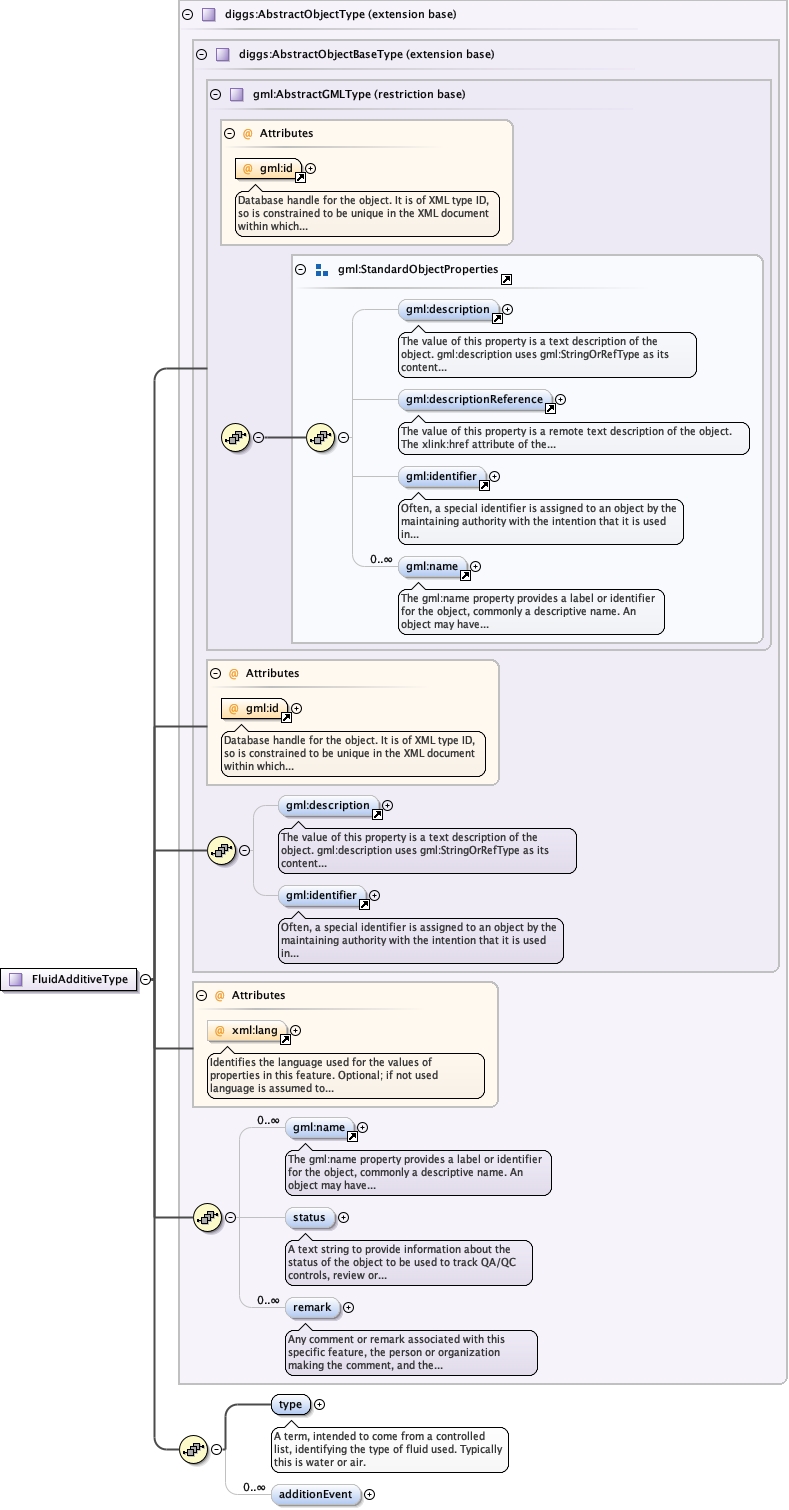 diggs:AbstractObjectType (extension base)
diggs:AbstractObjectBaseType (extension base)
gml:AbstractGMLType (restriction base)
@ Attributes
@ gml:id
Database handle for the object. It is of XML type ID,
so is constrained to be unique in the XML document
within which...
gml:StandardObjectProperties
gml:description
The value of this property is a text description of the
object. gml:description uses gml:StringOrRefType as its
content...
gml:descriptionReference
The value of this property is a remote text description of the object.
The xlink:href attribute of the...
gml:identifier
Often, a special identifier is assigned to an object by the
maintaining authority with the intention that it is used
in...
0..∞
gml:name
The gml:name property provides a label or identifier
for the object, commonly a descriptive name. An
object may have...
@ Attributes
@ gml:id
Database handle for the object. It is of XML type ID,
so is constrained to be unique in the XML document
within which...
gml:description
The value of this property is a text description of the
object. gml:description uses gml:StringOrRefType as its
content...
gml:identifier
Often, a special identifier is assigned to an object by the
maintaining authority with the intention that it is used
in...
FluidAdditiveType
@ Attributes
@ xml:lang
Identifies the language used for the values of
properties in this feature. Optional; if not used
language is assumed to...
0..∞
gml:name
The gml:name property provides a label or identifier
for the object, commonly a descriptive name. An
object may have...
status
A text string to provide information about the
status of the object to be used to track QA/QC
controls, review or...
0..∞
remark
Any comment or remark associated with this
specific feature, the person or organization
making the comment, and the...
type
A term, intended to come from a controlled
list, identifying the type of fluid used. Typically
this is water or air.
0..∞
additionEvent